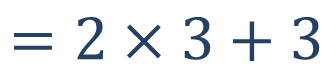 = 2 × 3 + 3